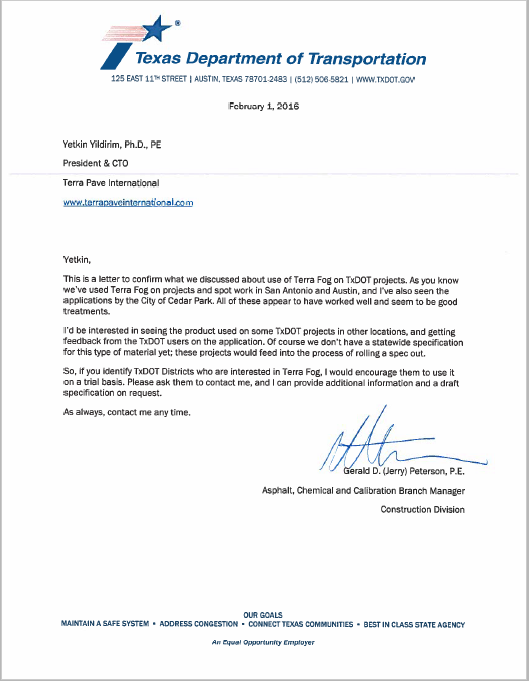 ®
Texas Department of Transportation
125 EAST 11TH STREET | AUSTIN, TEXAS 78701-2483 | (512) 506-5821 | WWW.TXDOT.GOV
February 1, 2016
Yetkin Yildirim, Ph.D., PE
President & CTO
Terra Pave International
www.terrapaveinternational.com
Yetkin,
This is a letter to confirm what we discussed about use of Terra Fog on TxDOT projects. As you know
we've used Terra Fog on projects and spot work in San Antonio and Austin, and I've also seen the
applications by the City of Cedar Park. All of these appear to have worked well and seem to be good
treatments.
I'd be interested in seeing the product used on some TxDOT projects in other locations, and getting
feedback from the TxDOT users on the application. Of course we don't have a statewide specification
for this type of material yet; these projects would feed into the process of rolling a spec out.
So, if you identify TxDOT Districts who are interested in Terra Fog, I would encourage them to use it
on a trial basis. Please ask them to contact me, and I can provide additional information and a draft
specification on request.
As always, contact me any time.
Gerald D. (Jerry) Peterson, P.E.
Asphalt, Chemical and Calibration Branch Manager
Construction Division
OUR GOALS
MAINTAIN A SAFE SYSTEM • ADDRESS CONGESTION • CONNECT TEXAS COMMUNITIES • BEST IN CLASS STATE AGENCY
An Equal Opportunity Employer